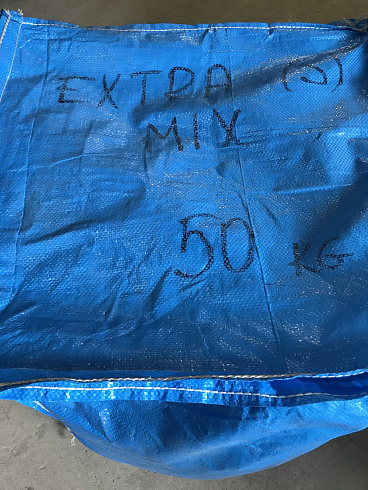 EXTRA (S)
MIX
50 KG